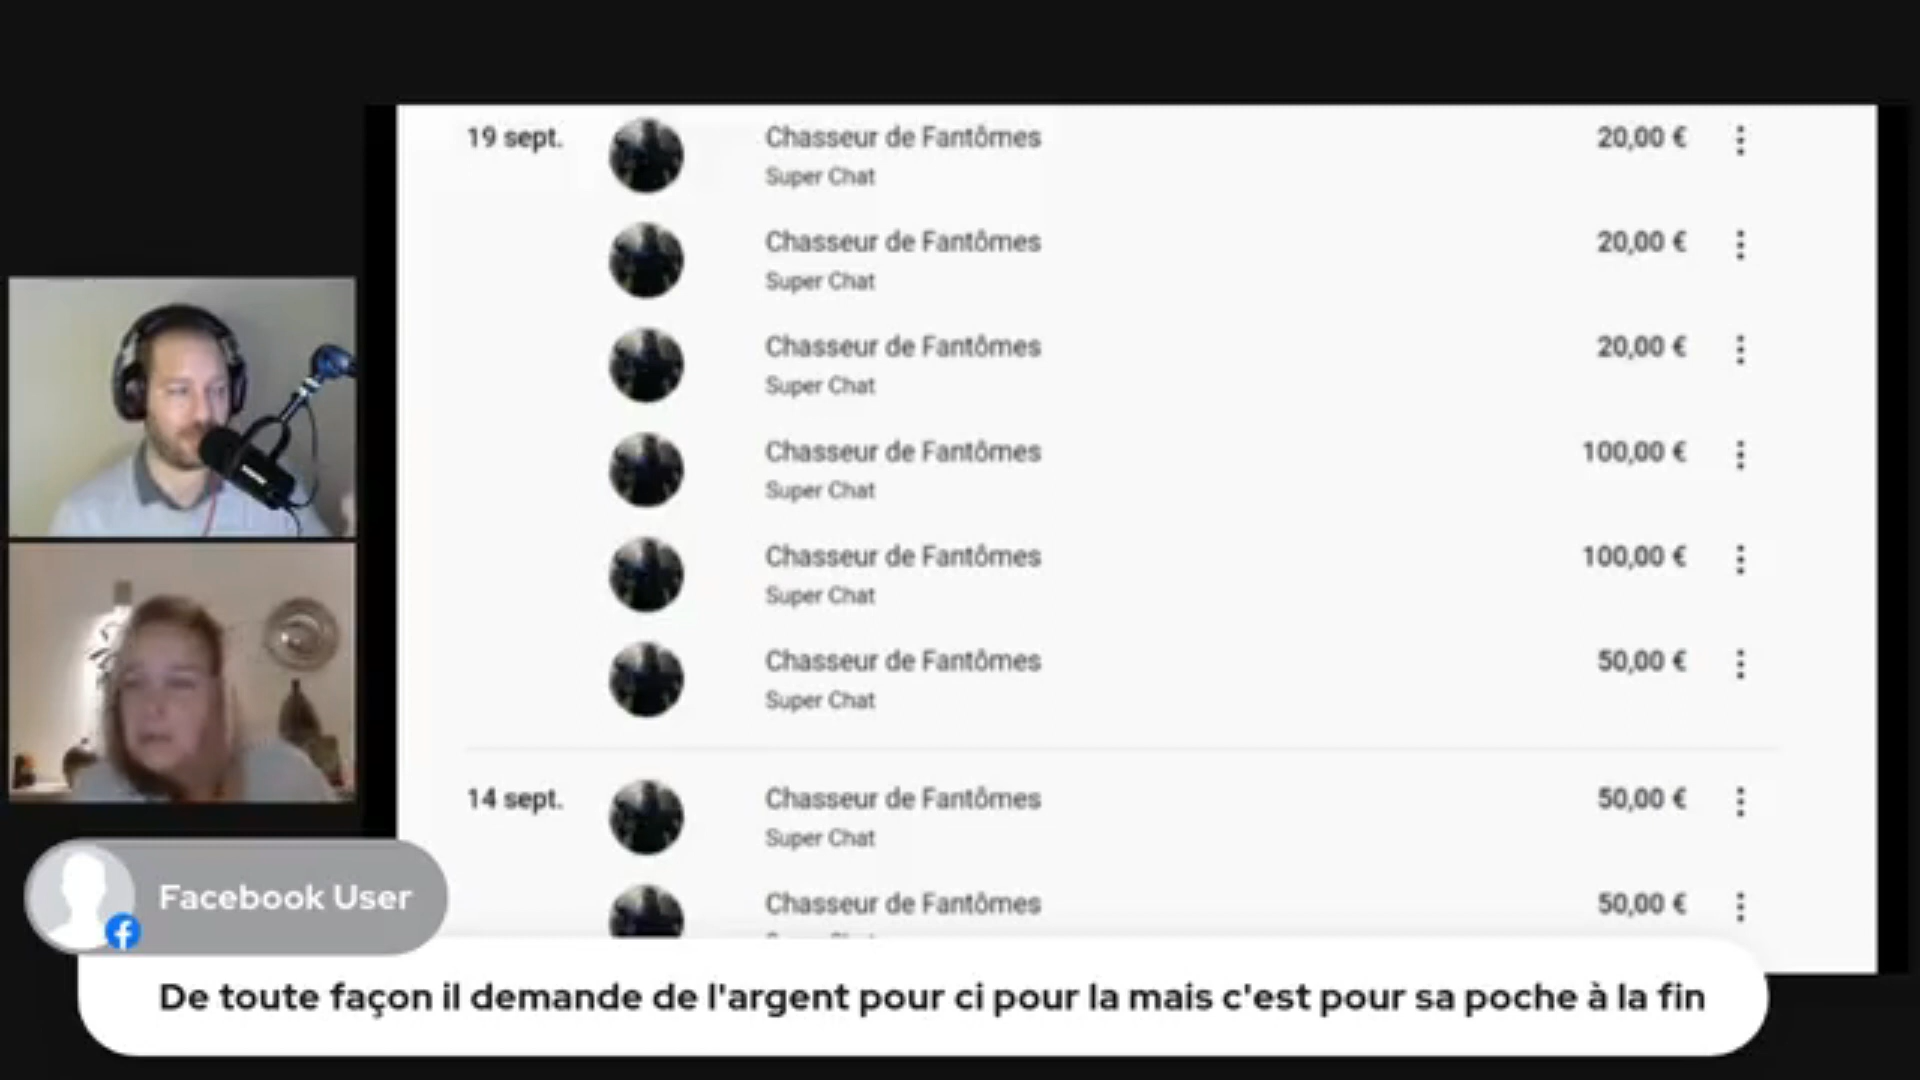 19 sept.
Chasseur de Fantômes
20,00 €
Super Chat
Chasseur de Fantômes
20,00 €
Super Chat
Chasseur de Fantômes
20,00 €
Super Chat
Chasseur de Fantômes
100,00 €
Super Chat
Chasseur de Fantômes
100,00 €
Super Chat
Chasseur de Fantômes
50,00 €
Super Chat
14 sept.
Chasseur de Fantômes
50,00 €
Super Chat
Chasseur de Fantômes
50,00 €
Facebook User
De toute façon il demande de l'argent pour ci pour la mais c'est pour sa poche à la fin